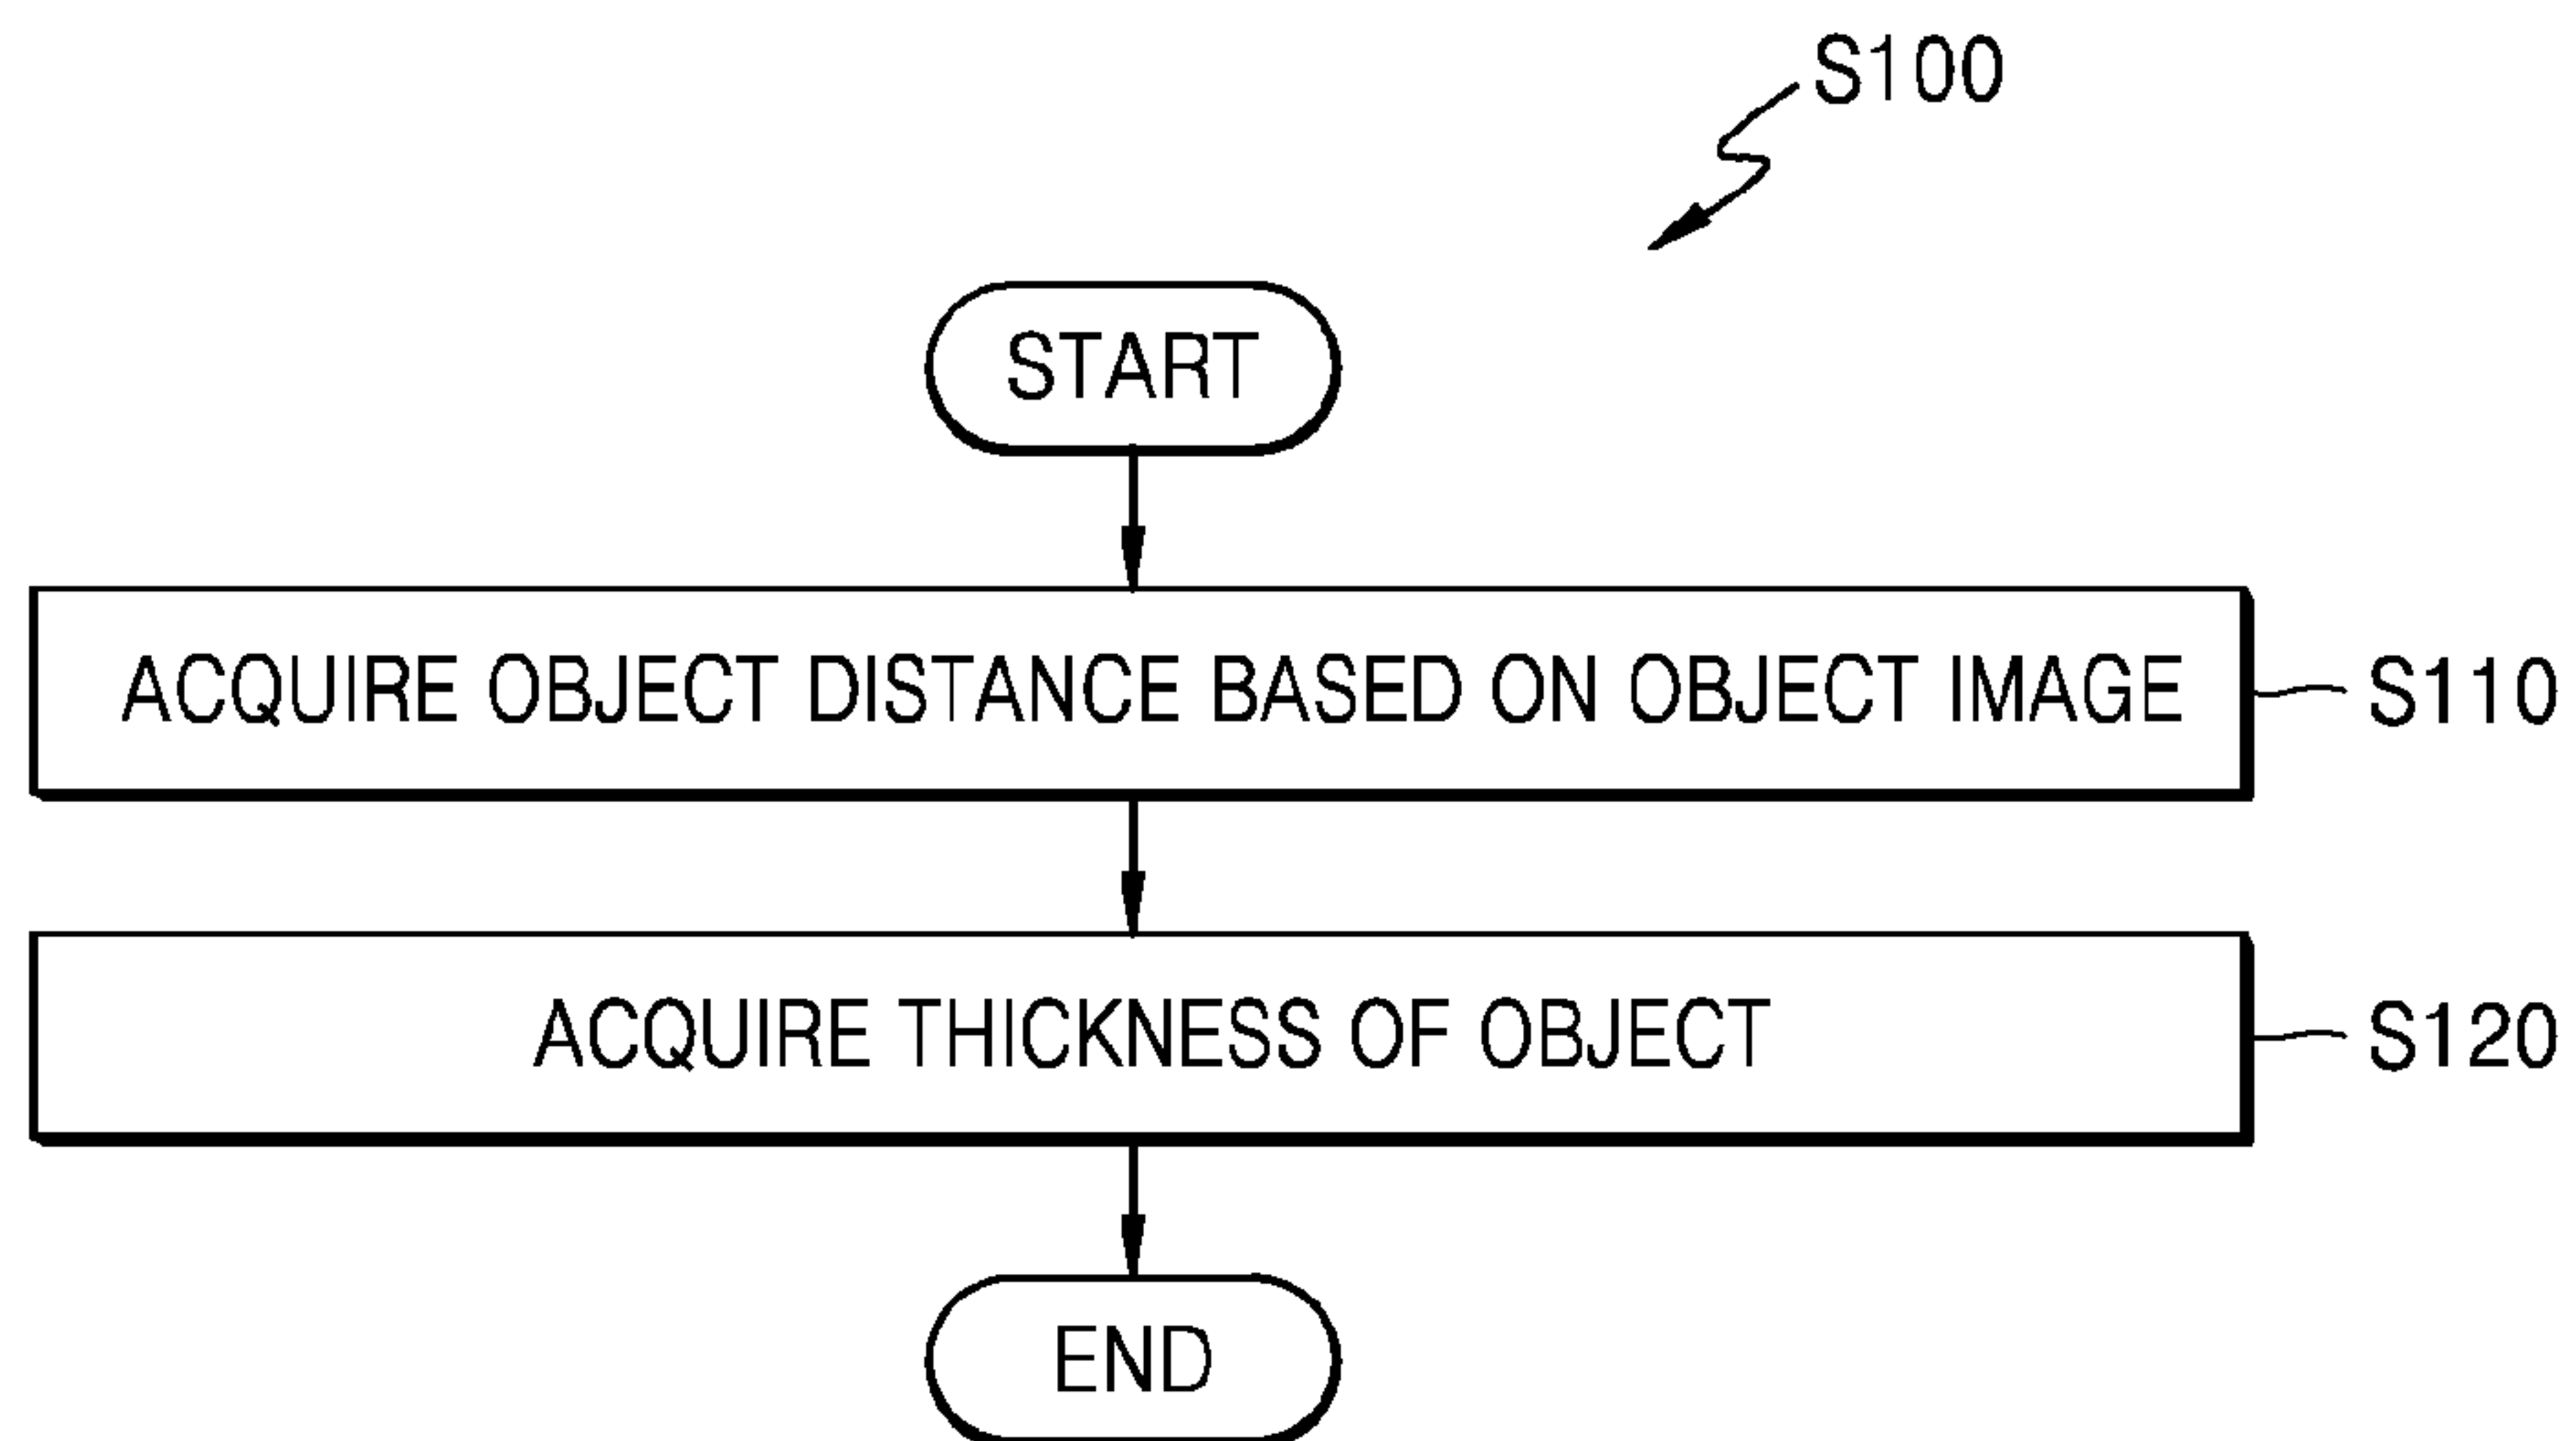 S100
START
ACQUIRE OBJECT DISTANCE BASED ON OBJECT IMAGE
S110
ACQUIRE THICKNESS OF OBJECT
S120
END